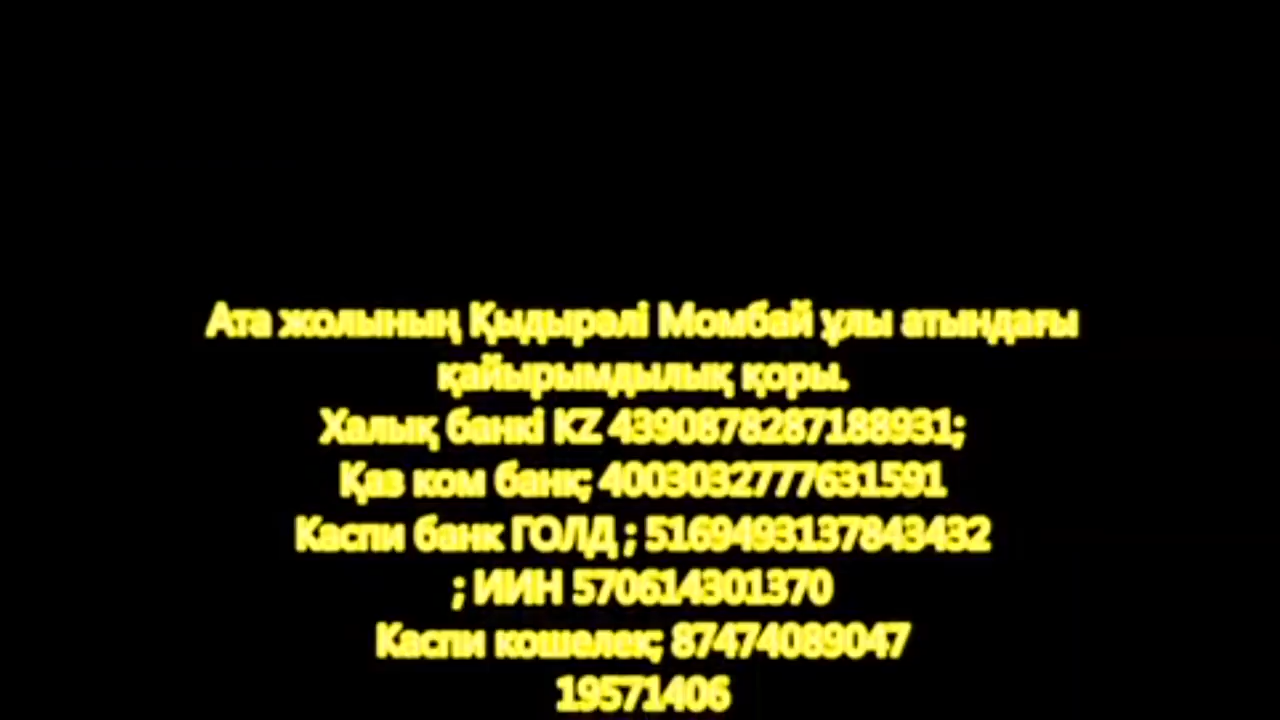 Ата жолының Қыдырәлі Момбай ұлы атындағы
қайырымдылық қоры.
Халық банкі KZ 4390878287188931;
Қаз ком банк; 4003032777631591
Каспи банк ГОЛД ; 5169493137843432
; ИИН 570614301370
Каспи кошелек; 87474089047
19571406